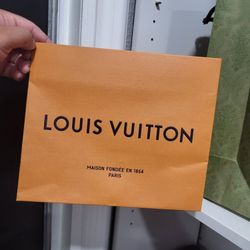 LOUIS VUITTON
MAISON FONDÉE EN 1854
PARIS